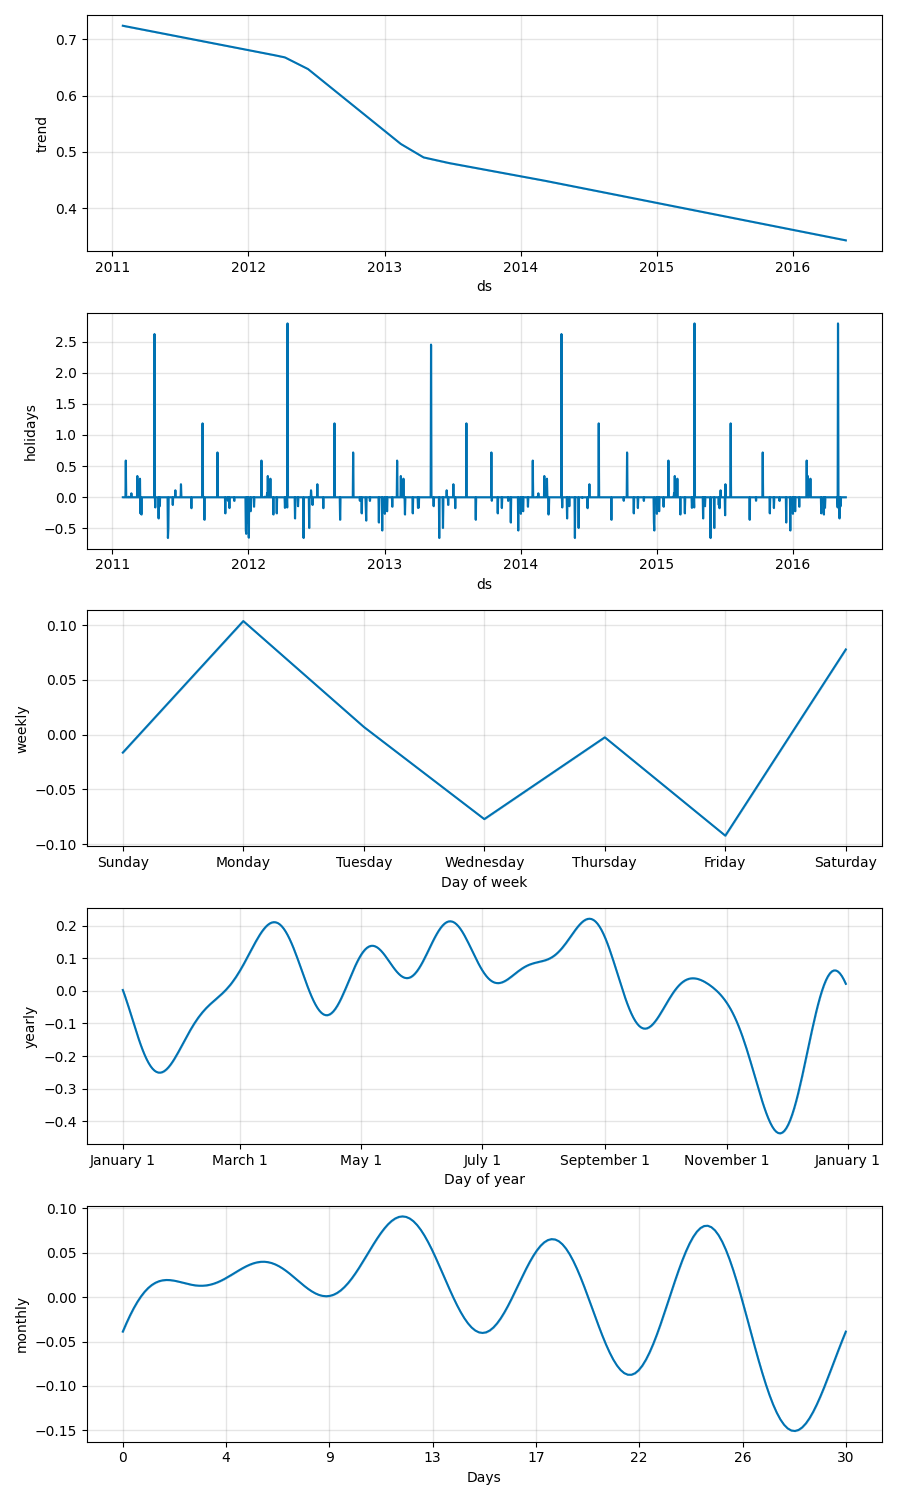 0.7
0.6
0.5
0.4
trend
2011 2012 2013 2014 2015 2016
ds
2.5
2.0
1.5
1.0
0.5
0.0
−0.5
holidays
2011 2012 2013 2014 2015 2016
ds
0.10
0.05
0.00
−0.05
−0.10
weekly
Sunday Monday Tuesday Wednesday Thursday Friday Saturday
Day of week
0.2
0.1
0.0
−0.1
−0.2
−0.3
−0.4
yearly
January 1 March 1 May 1 July 1 September 1 November 1 January 1
Day of year
0.10
0.05
0.00
−0.05
−0.10
−0.15
monthly
0 4 9 13 17 22 26 30
Days